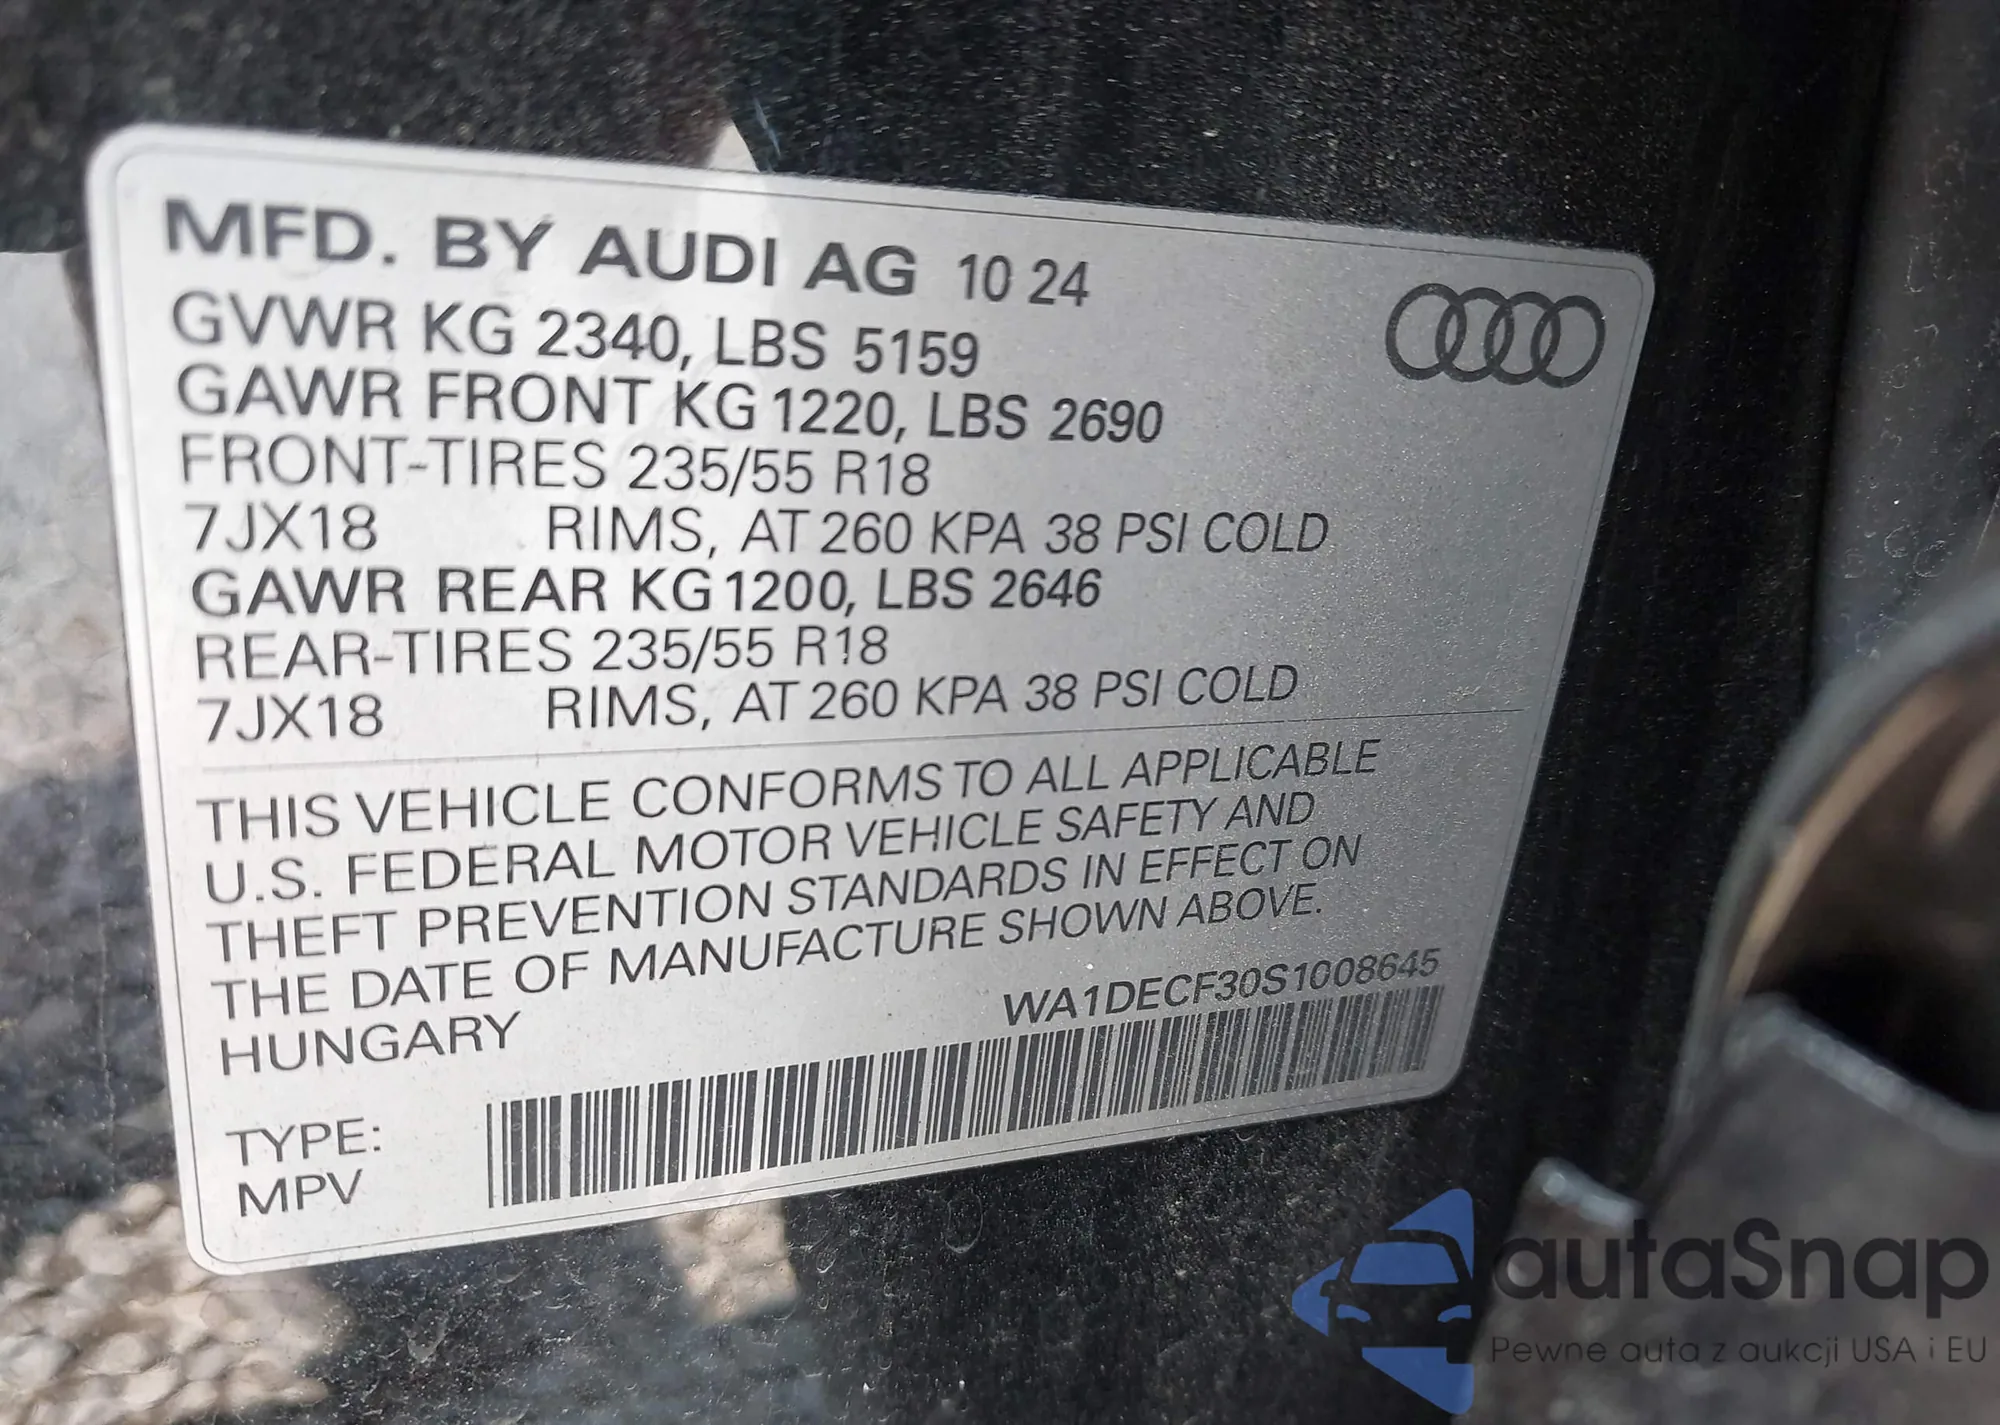 MFD. BY AUDI AG 10 24
GVWR KG 2340, LBS 5159
GAWR FRONT KG 1220, LBS 2690
FRONT-TIRES 235/55 R18
7JX18 RIMS, AT 260 KPA 38 PSI COLD
GAWR REAR KG 1200, LBS 2646
REAR-TIRES 235/55 R18
7JX18 RIMS, AT 260 KPA 38 PSI COLD
THIS VEHICLE CONFORMS TO ALL APPLICABLE
U.S. FEDERAL MOTOR VEHICLE SAFETY AND
THEFT PREVENTION STANDARDS IN EFFECT ON
THE DATE OF MANUFACTURE SHOWN ABOVE.
HUNGARY
WA1DECF30S1008645
TYPE:
MPV
autaSnap
Pewne auta z aukcji USA i EU